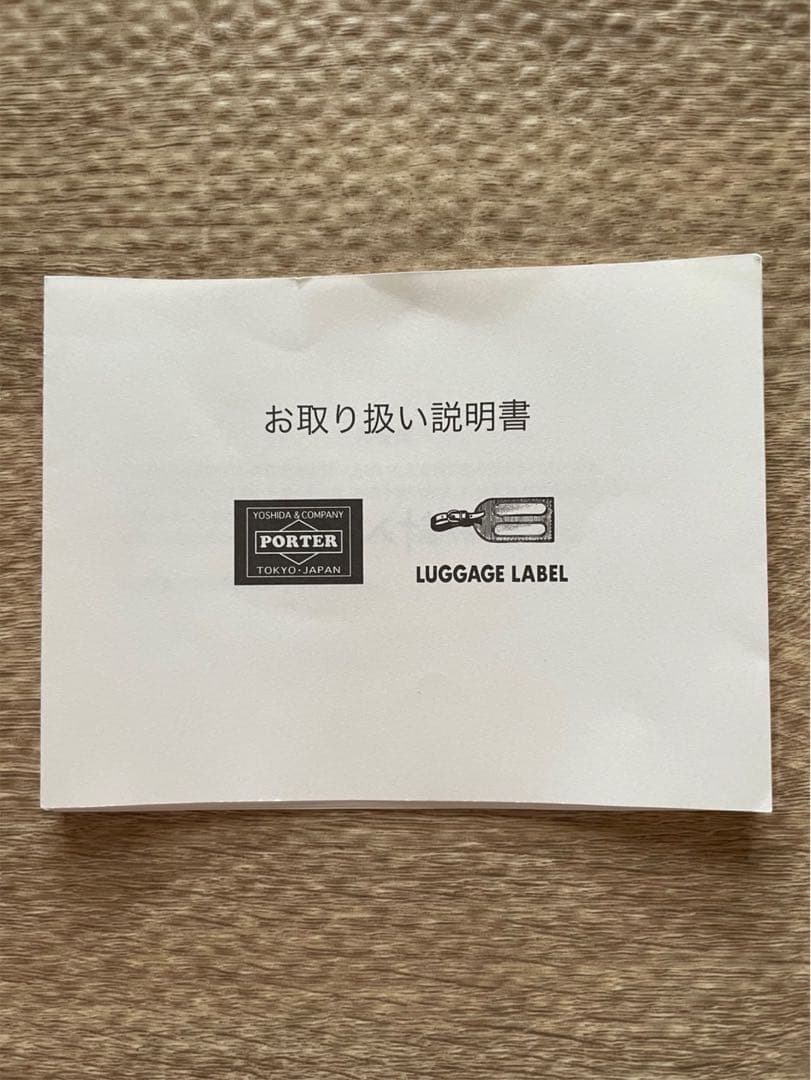 お取り扱い説明書
YOSHIDA & COMPANY
PORTER
TOKYO・JAPAN
LUGGAGE LABEL